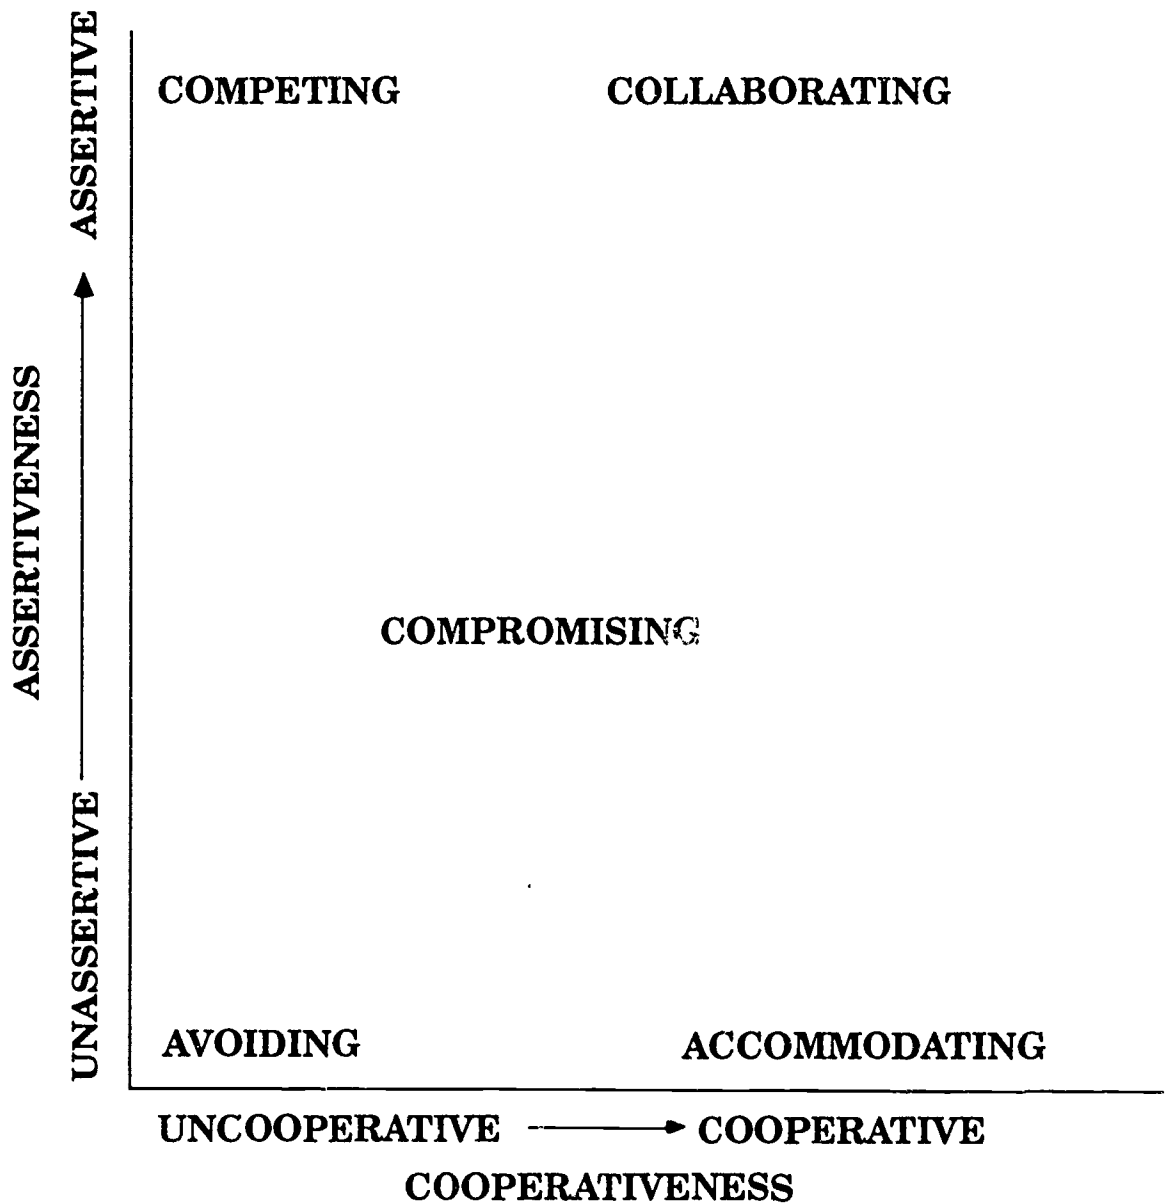 ASSERTIVE
COMPETING COLLABORATING
ASSERTIVENESS
COMPROMISING
UNASSERTIVE
AVOIDING ACCOMMODATING
UNCOOPERATIVE COOPERATIVE
COOPERATIVENESS